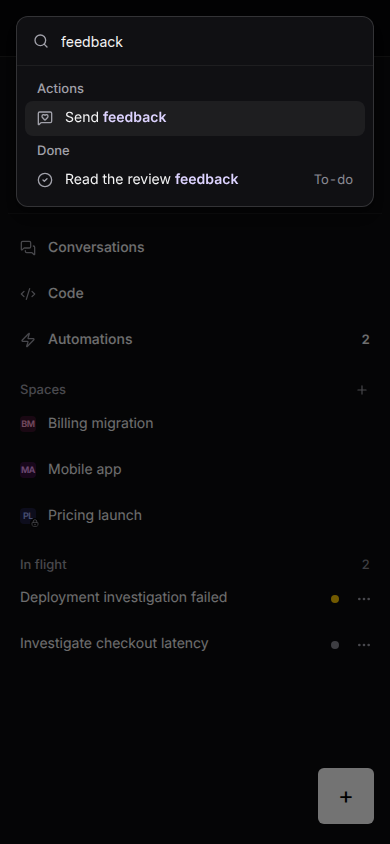 feedback
Actions
Send feedback
Done
Read the review feedback To-do
Conversations
Code
Automations 2
Spaces +
BM Billing migration
MA Mobile app
PL Pricing launch
In flight 2
Deployment investigation failed
Investigate checkout latency
+